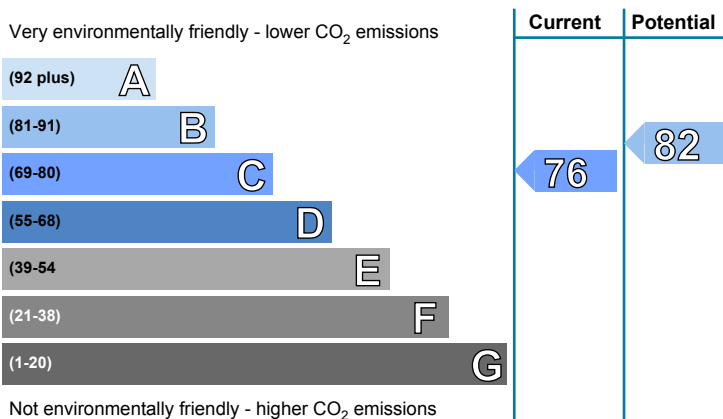 Very environmentally friendly - lower CO2 emissions
Current
Potential
(92 plus) A
(81-91) B
(69-80) C
(55-68) D
(39-54 E
(21-38) F
(1-20) G
76
82
Not environmentally friendly - higher CO2 emissions